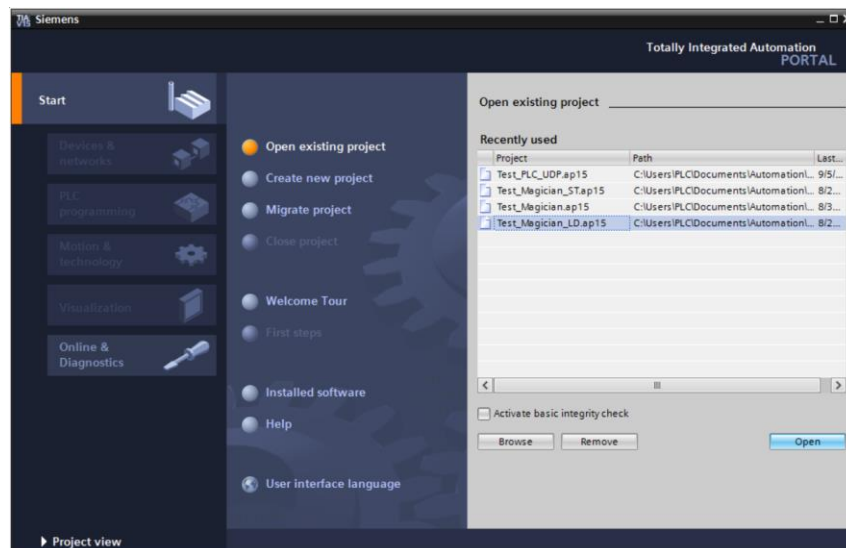 Siemens
Totally Integrated Automation
PORTAL
Start
Devices &
networks
PLC
programming
Motion &
technology
Visualization
Online &
Diagnostics
Project view
Open existing project
Create new project
Migrate project
Close project
Welcome Tour
First steps
Installed software
Help
User interface language
Open existing project
Recently used
Project Path Last...
Test_PLC_UDP.ap15 C:\Users\PLC\Documents\Automation\... 9/5/...
Test_Magician_ST.ap15 C:\Users\PLC\Documents\Automation\... 8/2...
Test_Magician.ap15 C:\Users\PLC\Documents\Automation\... 8/3...
Test_Magician_LD.ap15 C:\Users\PLC\Documents\Automation\... 8/2...
Activate basic integrity check
Browse Remove Open